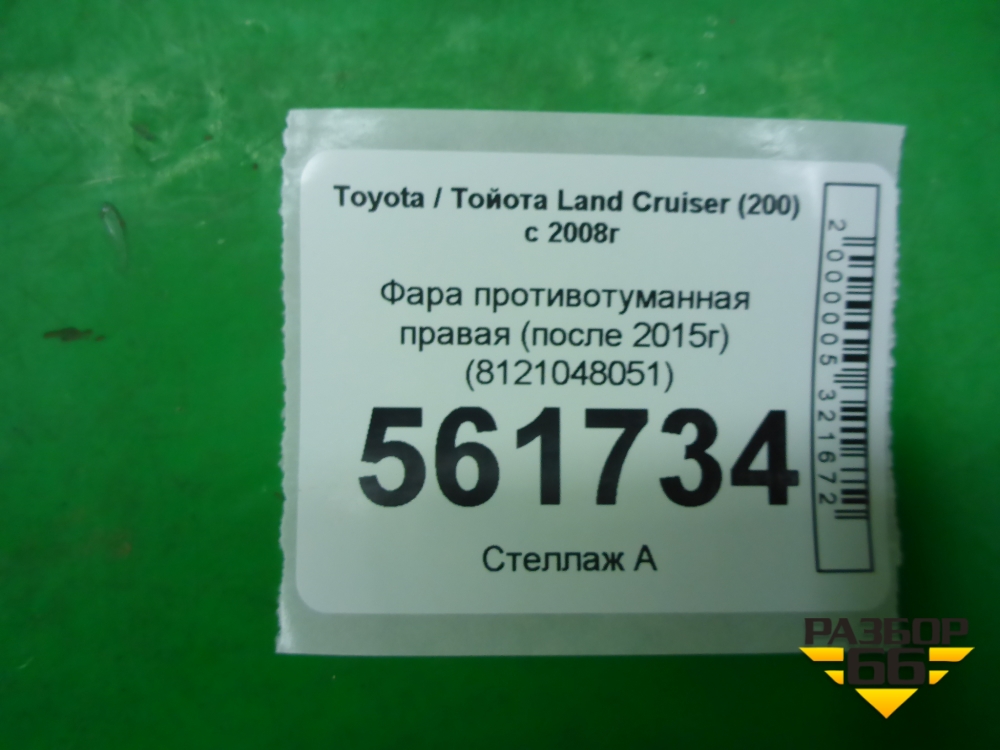 Toyota / Тойота Land Cruiser (200)
с 2008г
Фара противотуманная
правая (после 2015г)
(8121048051)
561734
Стеллаж А
2000005321672
РАЗБОР
66